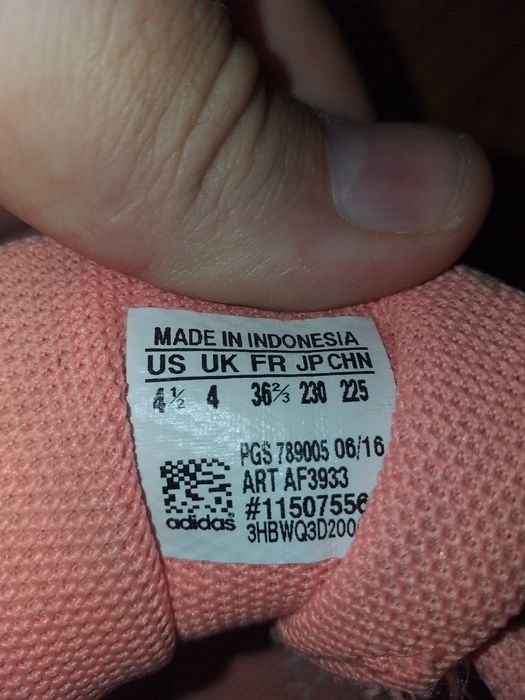 MADE IN INDONESIA
US UK FR JP CHN
4½ 4 36⅔ 230 225
PGS 789005 06/16
ART AF3933
#11507556
adidas® 3HBWQ3D200